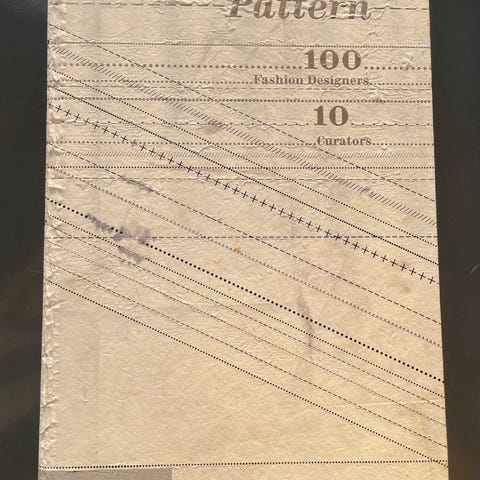 Pattern
100
Fashion Designers
10
Curators